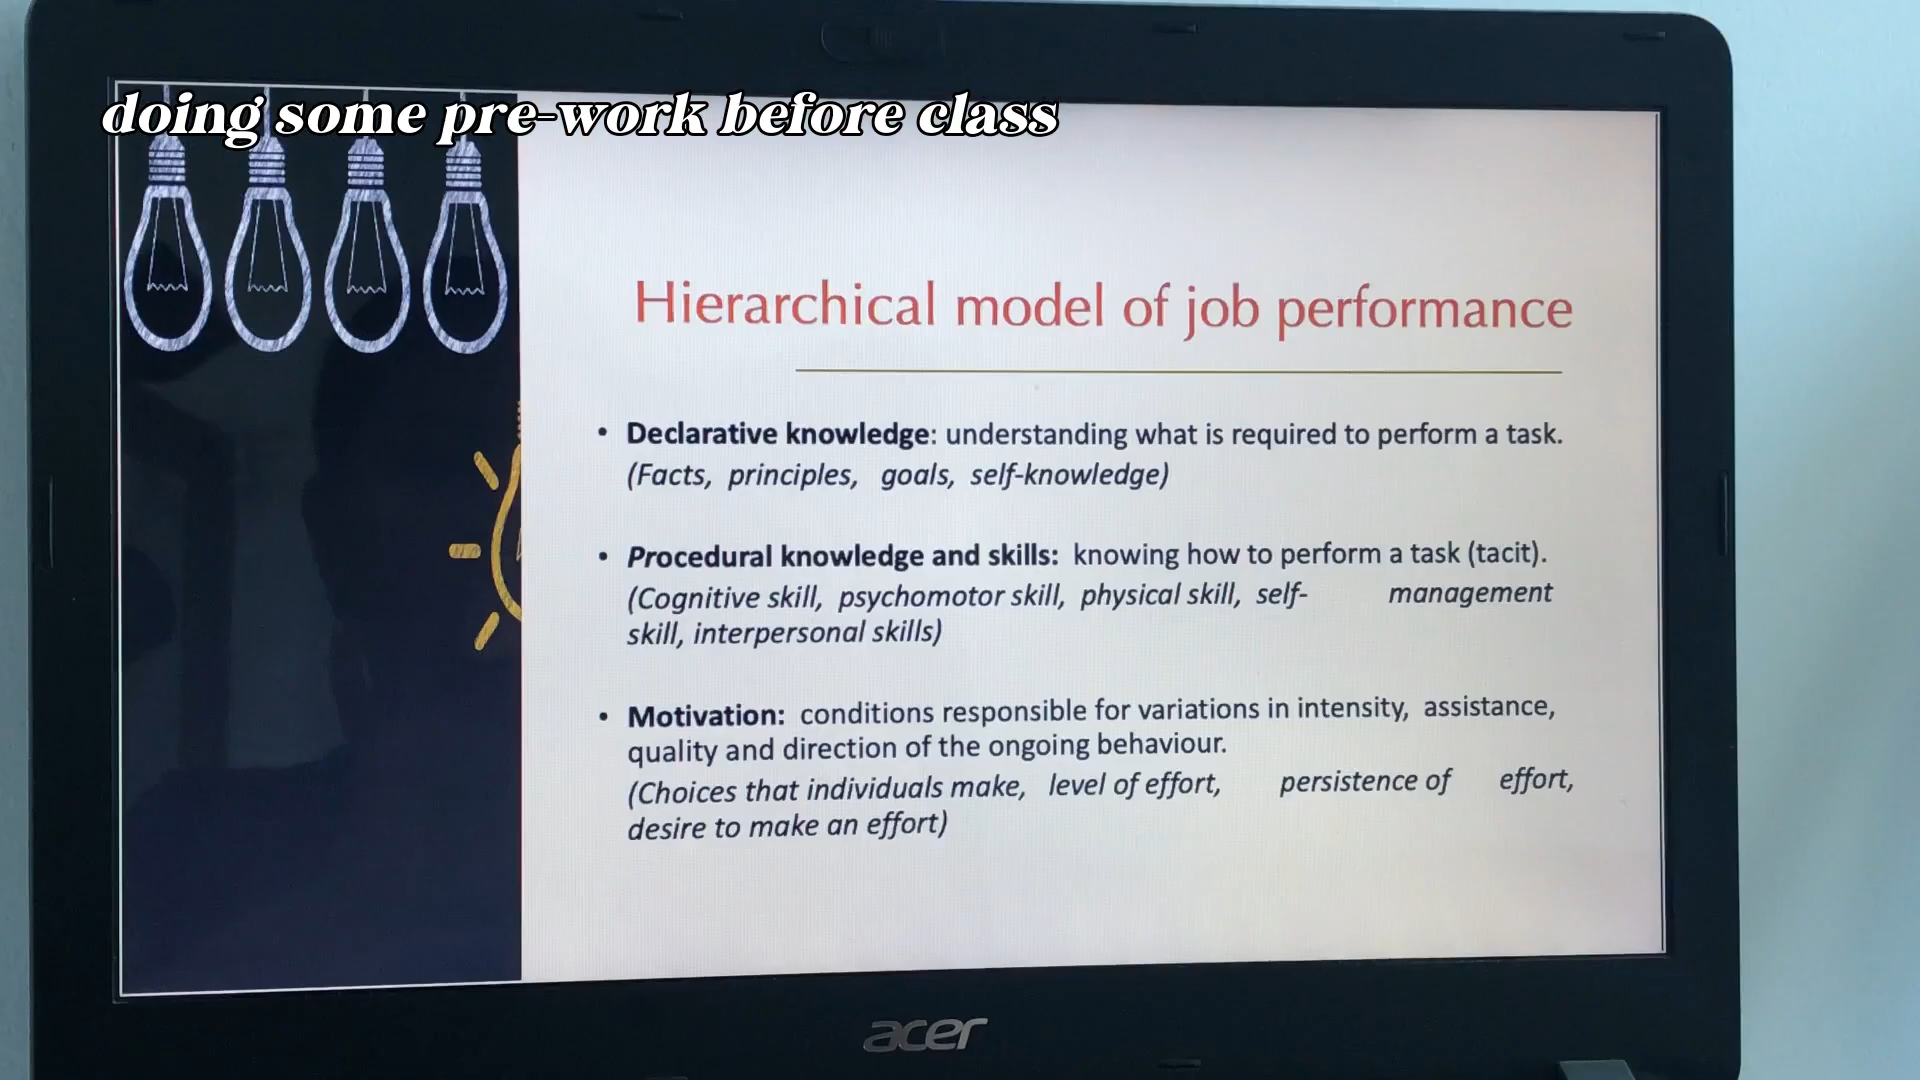 doing some pre-work before class
Hierarchical model of job performance
• Declarative knowledge: understanding what is required to perform a task.
(Facts, principles, goals, self-knowledge)
• Procedural knowledge and skills: knowing how to perform a task (tacit).
(Cognitive skill, psychomotor skill, physical skill, self- management
skill, interpersonal skills)
• Motivation: conditions responsible for variations in intensity, assistance,
quality and direction of the ongoing behaviour.
(Choices that individuals make, level of effort, persistence of effort,
desire to make an effort)
acer